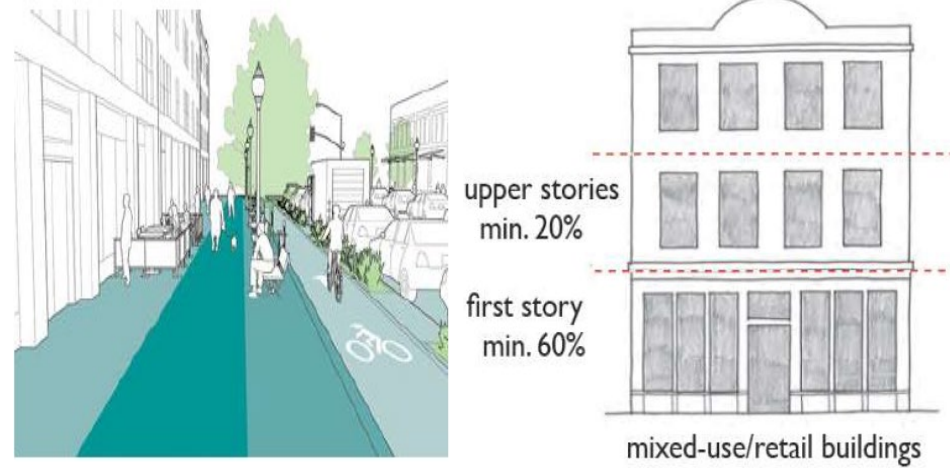 upper stories
min. 20%
first story
min. 60%
mixed-use/retail buildings